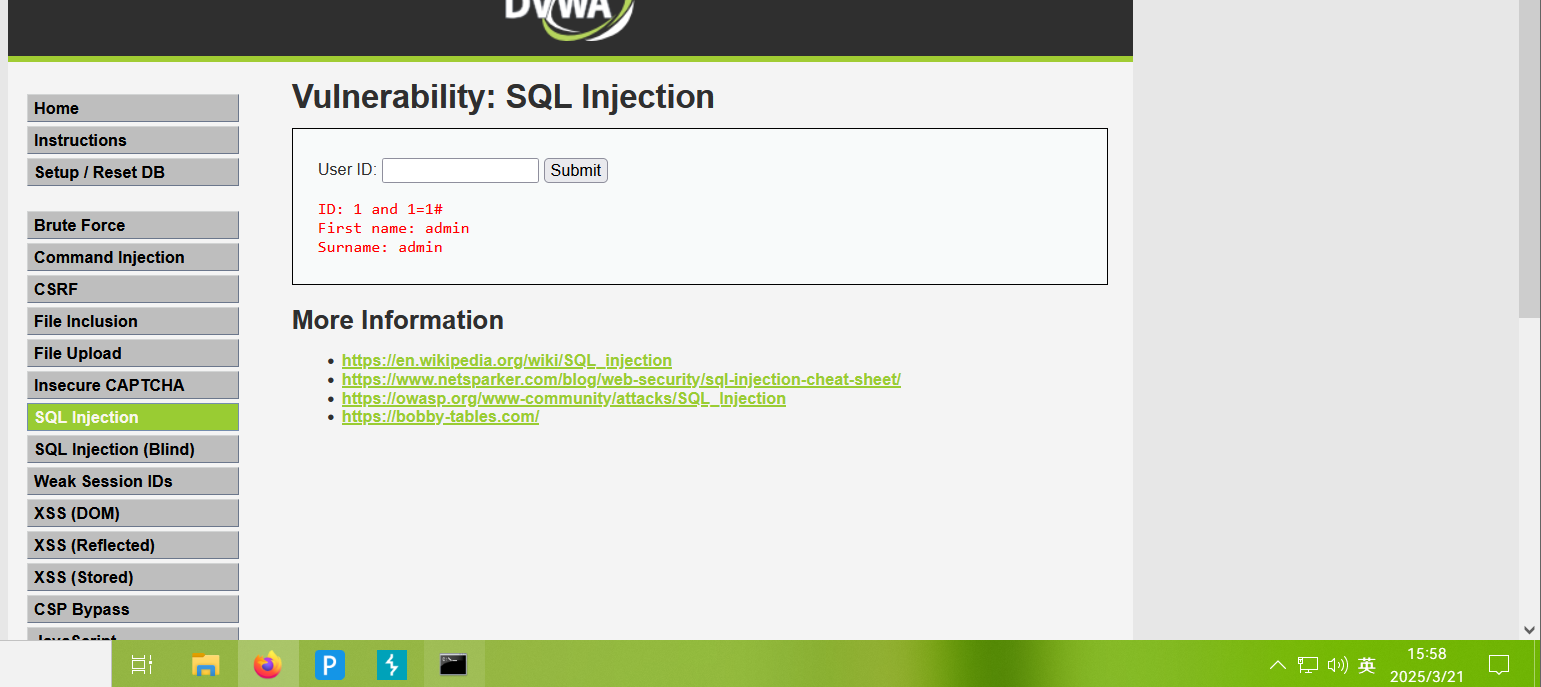 DVWA
Vulnerability: SQL Injection
Home
Instructions
Setup / Reset DB
Brute Force
Command Injection
CSRF
File Inclusion
File Upload
Insecure CAPTCHA
SQL Injection
SQL Injection (Blind)
Weak Session IDs
XSS (DOM)
XSS (Reflected)
XSS (Stored)
CSP Bypass
JavaScript
User ID:
Submit
ID: 1 and 1=1#
First name: admin
Surname: admin
More Information
https://en.wikipedia.org/wiki/SQL_injection
https://www.netsparker.com/blog/web-security/sql-injection-cheat-sheet/
https://owasp.org/www-community/attacks/SQL_Injection
https://bobby-tables.com/
P
英
15:58
2025/3/21